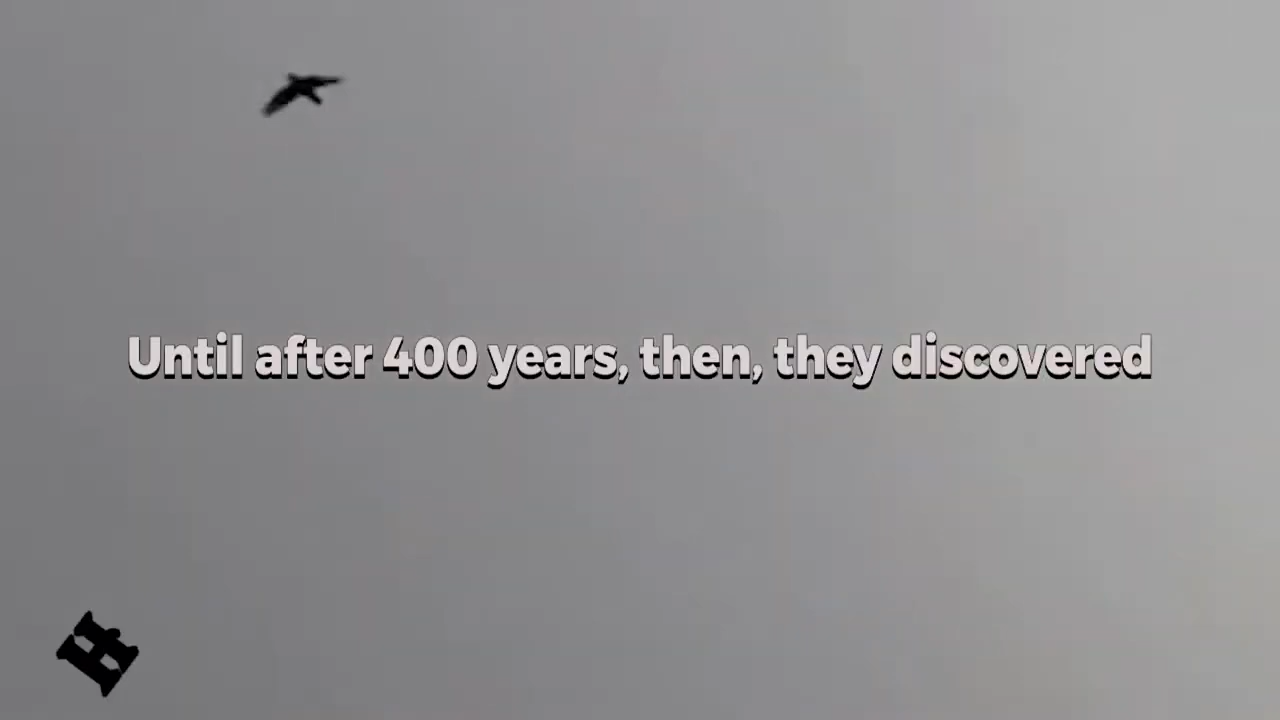 Until after 400 years, then, they discovered
H